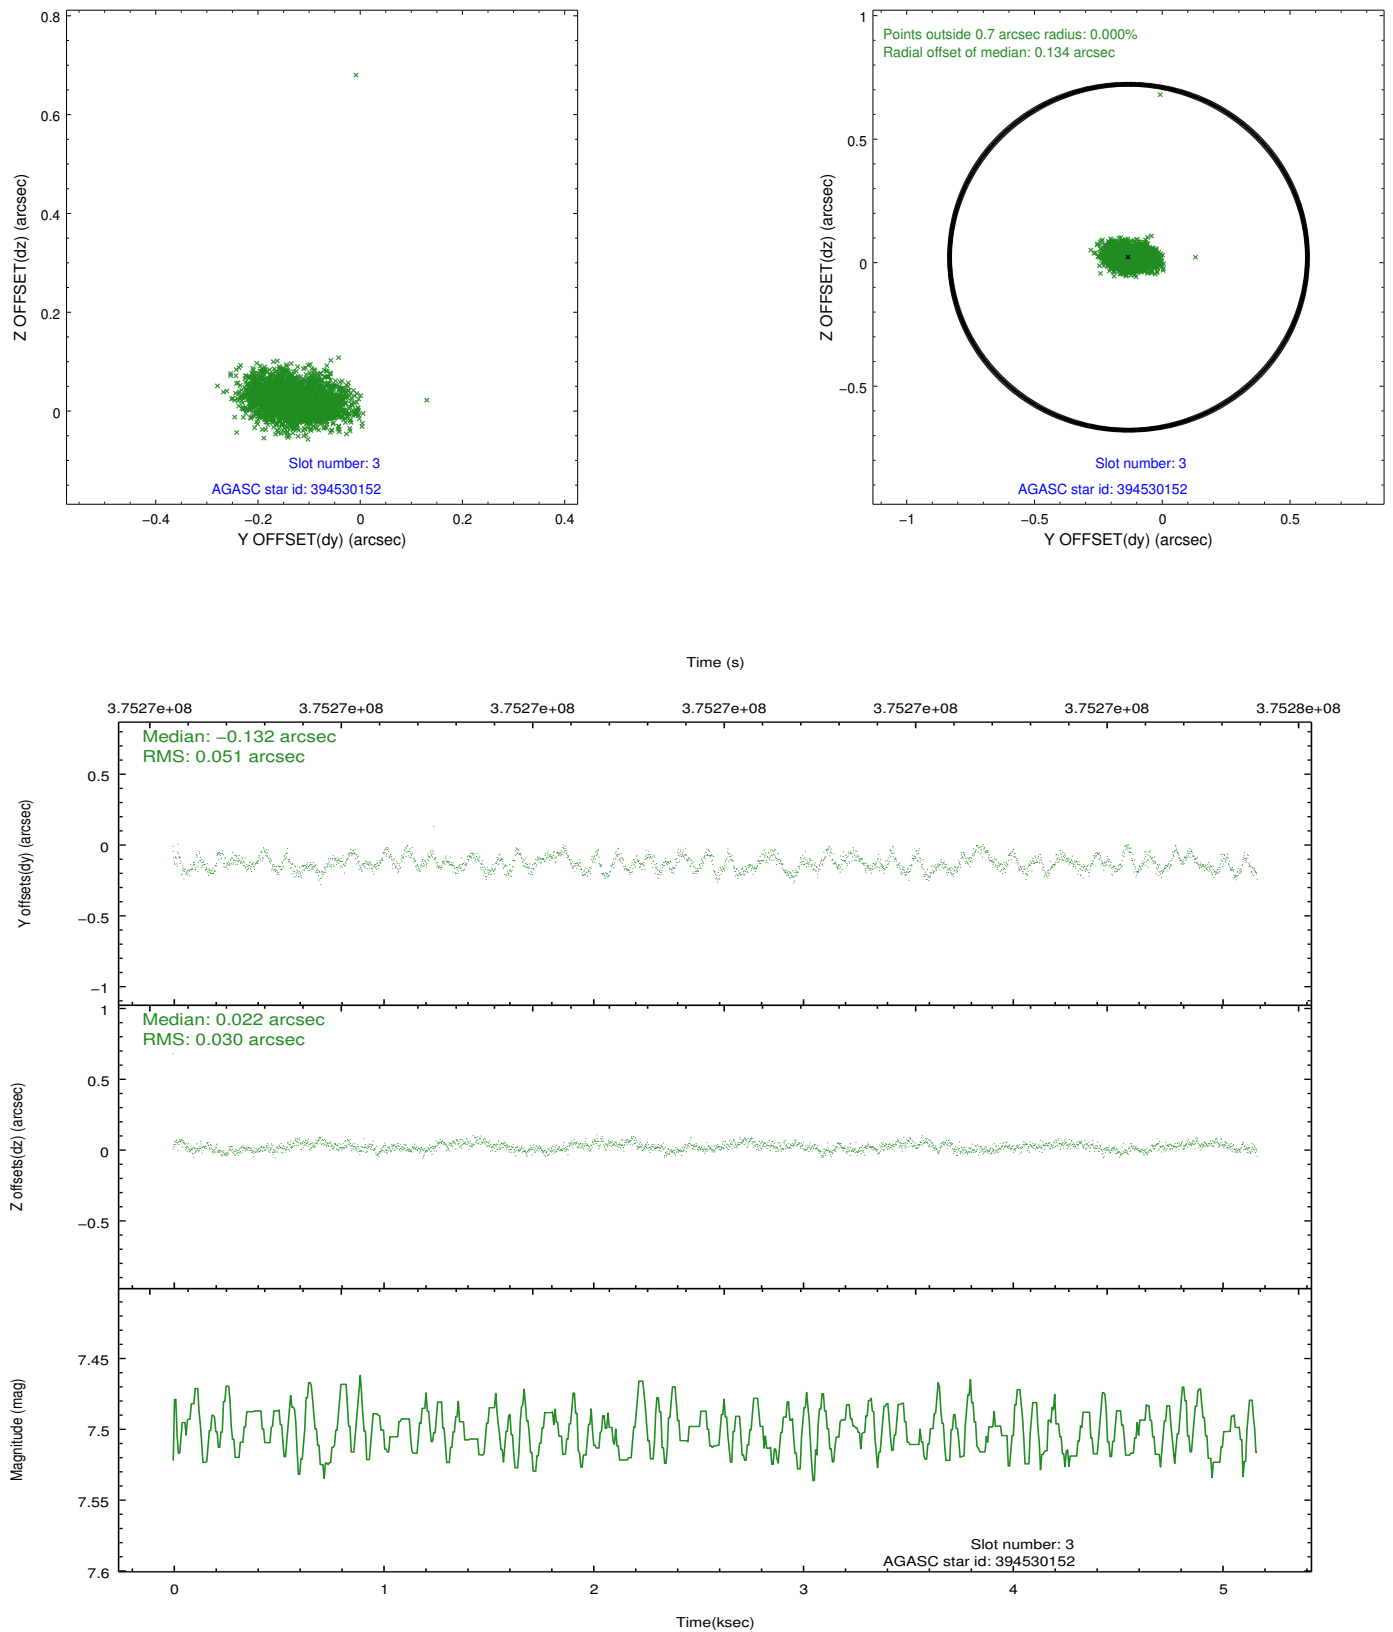 0.8
0.6
0.4
0.2
0
−0.4
−0.2
0
0.2
0.4
Z OFFSET(dz) (arcsec)
Y OFFSET(dy) (arcsec)
Slot number: 3
AGASC star id: 394530152
Points outside 0.7 arcsec radius: 0.000%
Radial offset of median: 0.134 arcsec
1
0.5
0
−0.5
−1
−0.5
0
0.5
Z OFFSET(dz) (arcsec)
Y OFFSET(dy) (arcsec)
Slot number: 3
AGASC star id: 394530152
Time (s)
3.7527e+08
3.7527e+08
3.7527e+08
3.7527e+08
3.7527e+08
3.7527e+08
3.7528e+08
Median: −0.132 arcsec
RMS: 0.051 arcsec
0.5
0
−0.5
−1
Y offsets(dy) (arcsec)
Median: 0.022 arcsec
RMS: 0.030 arcsec
1
0.5
0
−0.5
Z offsets(dz) (arcsec)
7.45
7.5
7.55
7.6
Magnitude (mag)
Slot number: 3
AGASC star id: 394530152
0
1
2
3
4
5
Time(ksec)